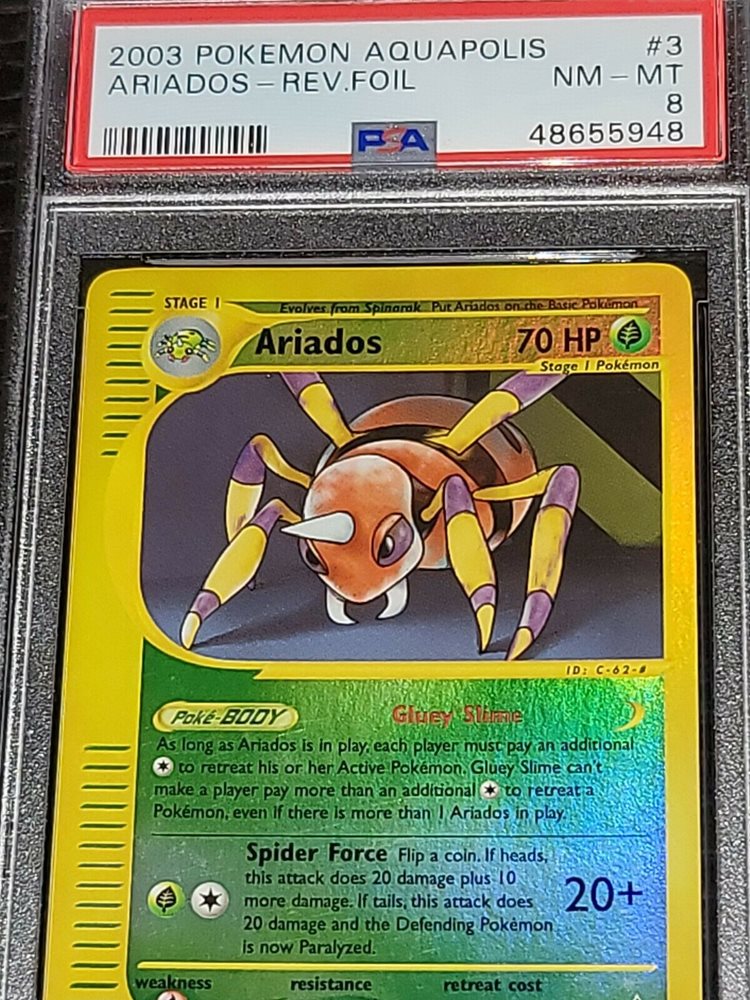 2003 POKEMON AQUAPOLIS #3
ARIADOS - REV.FOIL NM - MT
8
PSA 48655948
STAGE 1 Evolves from Spinarak Put Ariados on the Basic Pokémon
Ariados 70 HP
Stage 1 Pokémon
ID: C-62-#
Poké-BODY Gluey Slime
As long as Ariados is in play, each player must pay an additional
to retreat his or her Active Pokémon. Gluey Slime can't
make a player pay more than an additional to retreat a
Pokémon, even if there is more than 1 Ariados in play.
Spider Force Flip a coin. If heads,
this attack does 20 damage plus 10
more damage. If tails, this attack does
20 damage and the Defending Pokémon
is now Paralyzed.
20+
weakness resistance retreat cost